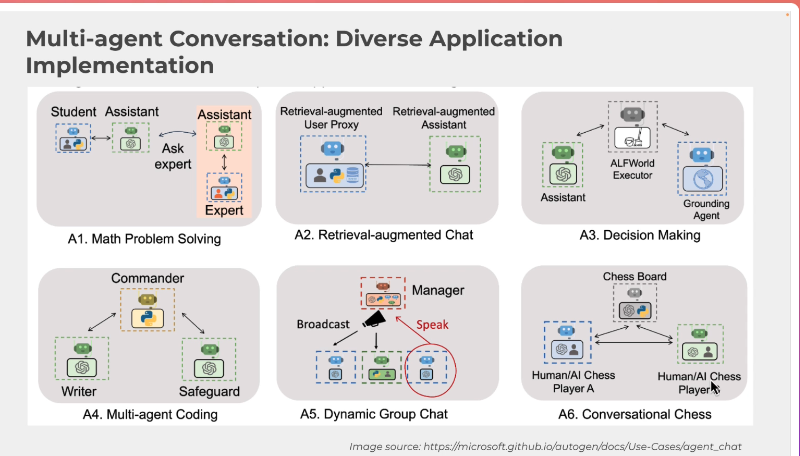 Multi-agent Conversation: Diverse Application
Implementation
Student
Assistant
Assistant
Ask
expert
Expert
A1. Math Problem Solving
Retrieval-augmented
User Proxy
Retrieval-augmented
Assistant
A2. Retrieval-augmented Chat
ALFWorld
Executor
Assistant
Grounding
Agent
A3. Decision Making
Commander
Writer
Safeguard
A4. Multi-agent Coding
Manager
Broadcast
Speak
A5. Dynamic Group Chat
Chess Board
Human/AI Chess
Player A
Human/AI Chess
Player
A6. Conversational Chess
Image source: https://microsoft.github.io/autogen/docs/Use-Cases/agent_chat